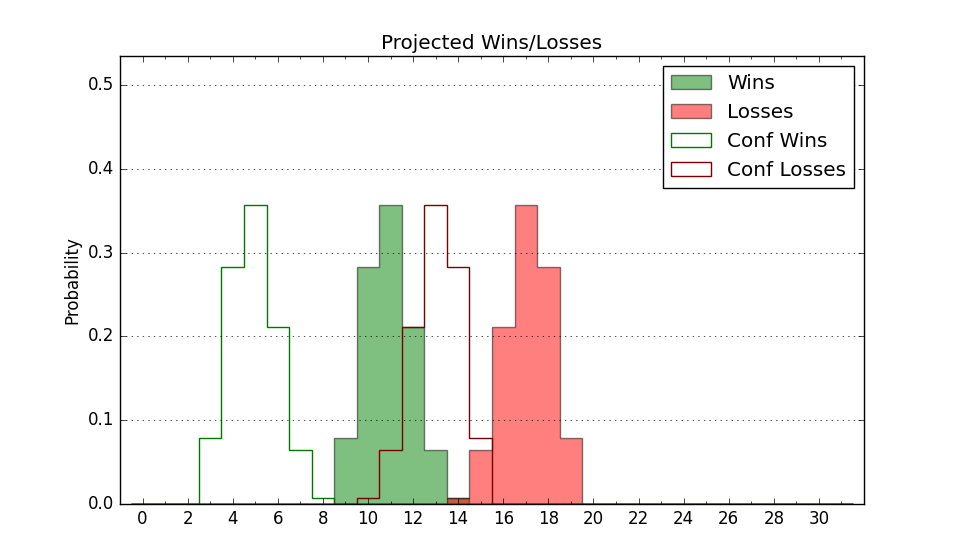 Projected Wins/Losses
Wins
Losses
Conf Wins
Conf Losses
Probability
0.5
0.4
0.3
0.2
0.1
0.0
0 2 4 6 8 10 12 14 16 18 20 22 24 26 28 30